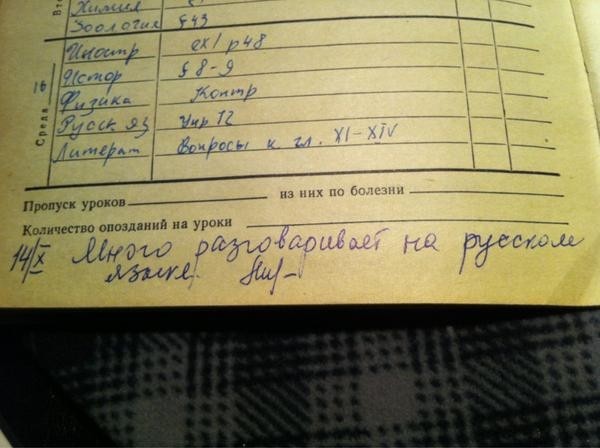 Вт
Химия
Зоология §43
Среда 16
Иностр ex1 p48
Истор § 8-9
Физика Контр
Русск яз Упр 12
Литерат Вопросы к гл. XI-XIV
Пропуск уроков из них по болезни
Количество опозданий на уроки
14/X Много разговаривает на русском
языке.